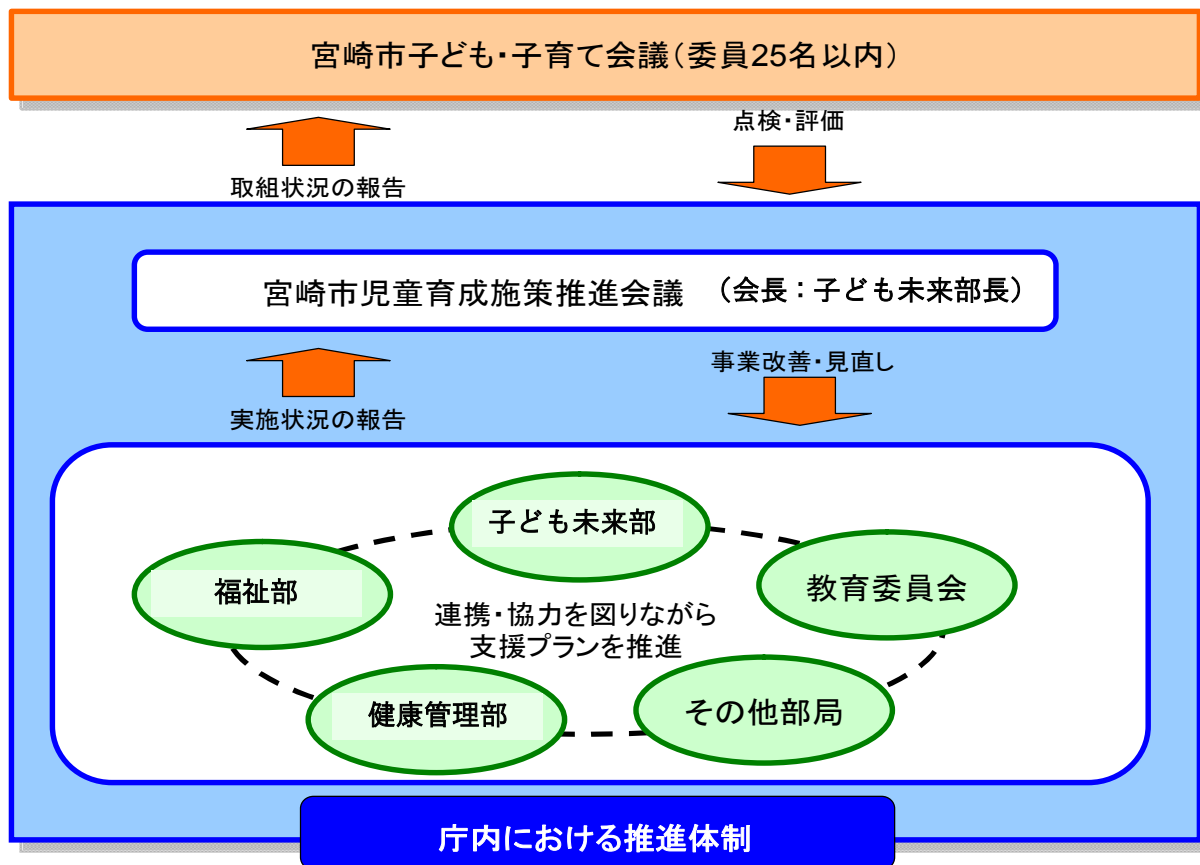 宮崎市子ども・子育て会議（委員25名以内）
点検・評価
取組状況の報告
宮崎市児童育成施策推進会議　（会長：子ども未来部長）
事業改善・見直し
実施状況の報告
子ども未来部
福祉部
教育委員会
連携・協力を図りながら
支援プランを推進
健康管理部
その他部局
庁内における推進体制